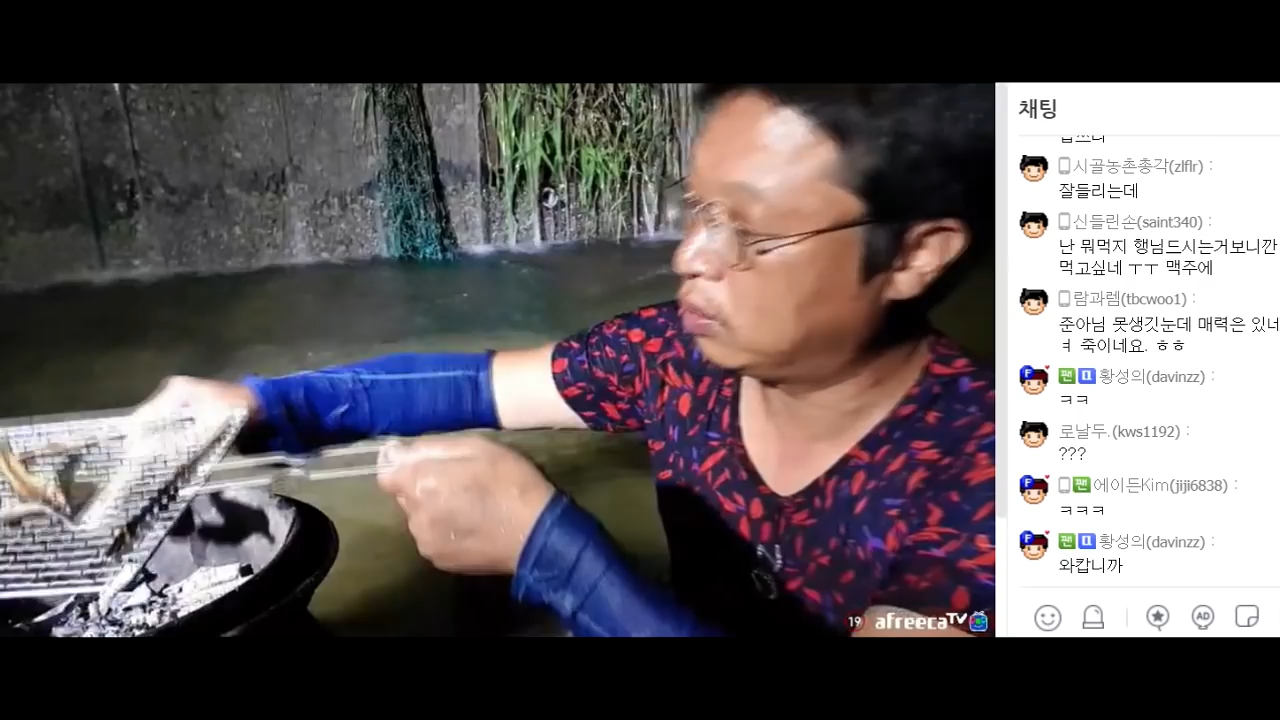 채팅
시골농촌총각(zlflr) :
잘들리는데
신들린손(saint340) :
난 뭐먹지 행님드시는거보니깐
먹고싶네 ㅜㅜ 맥주에
람과렘(tbcwoo1) :
준아님 못생깃눈데 매력은 있네
ㅕ 죽이네요. ㅎㅎ
F 팬 황성의(davinzz) :
ㅋㅋ
로날두.(kws1192) :
???
F 팬 에이든Kim(jiji6838) :
ㅋㅋㅋ
F 팬 황성의(davinzz) :
와캅니까
19 afreecaTV
AD